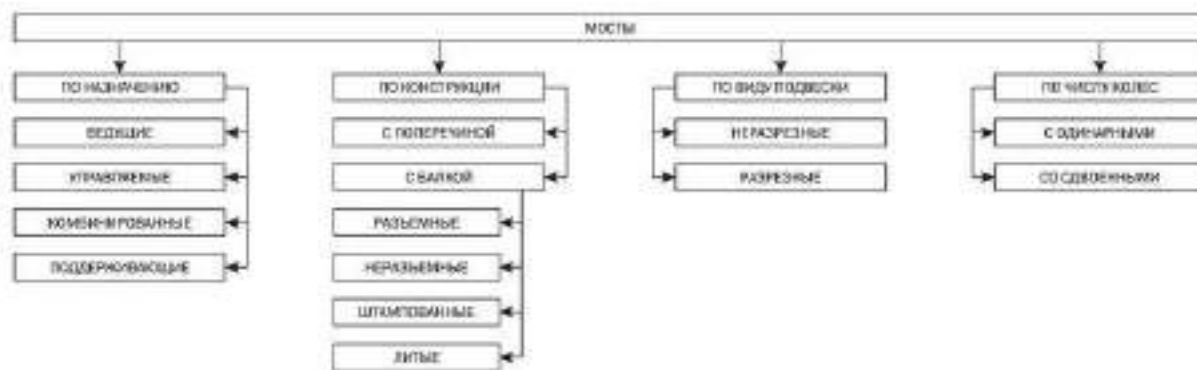 МОСТЫ
ПО НАЗНАЧЕНИЮ
ВЕДУЩИЕ
УПРАВЛЯЕМЫЕ
КОМБИНИРОВАННЫЕ
ПОДДЕРЖИВАЮЩИЕ
ПО КОНСТРУКЦИИ
С ПОПЕРЕЧИНОЙ
С БАЛКОЙ
РАЗЪЕМНЫЕ
НЕРАЗЪЕМНЫЕ
ШТАМПОВАННЫЕ
ЛИТЫЕ
ПО ВИДУ ПОДВЕСКИ
НЕРАЗРЕЗНЫЕ
РАЗРЕЗНЫЕ
ПО ЧИСЛУ КОЛЕС
С ОДИНАРНЫМИ
СО СДВОЕННЫМИ